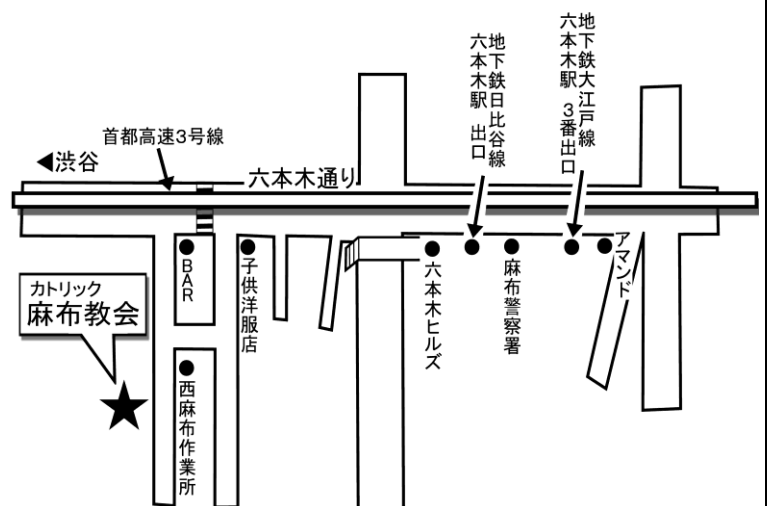 首都高速3号線
◀渋谷
六本木通り
地下鉄日比谷線
六本木駅 出口
地下鉄大江戸線
六本木駅 3番出口
カトリック
麻布教会
BAR
子供洋服店
西麻布作業所
六本木ヒルズ
麻布警察署
アマンド